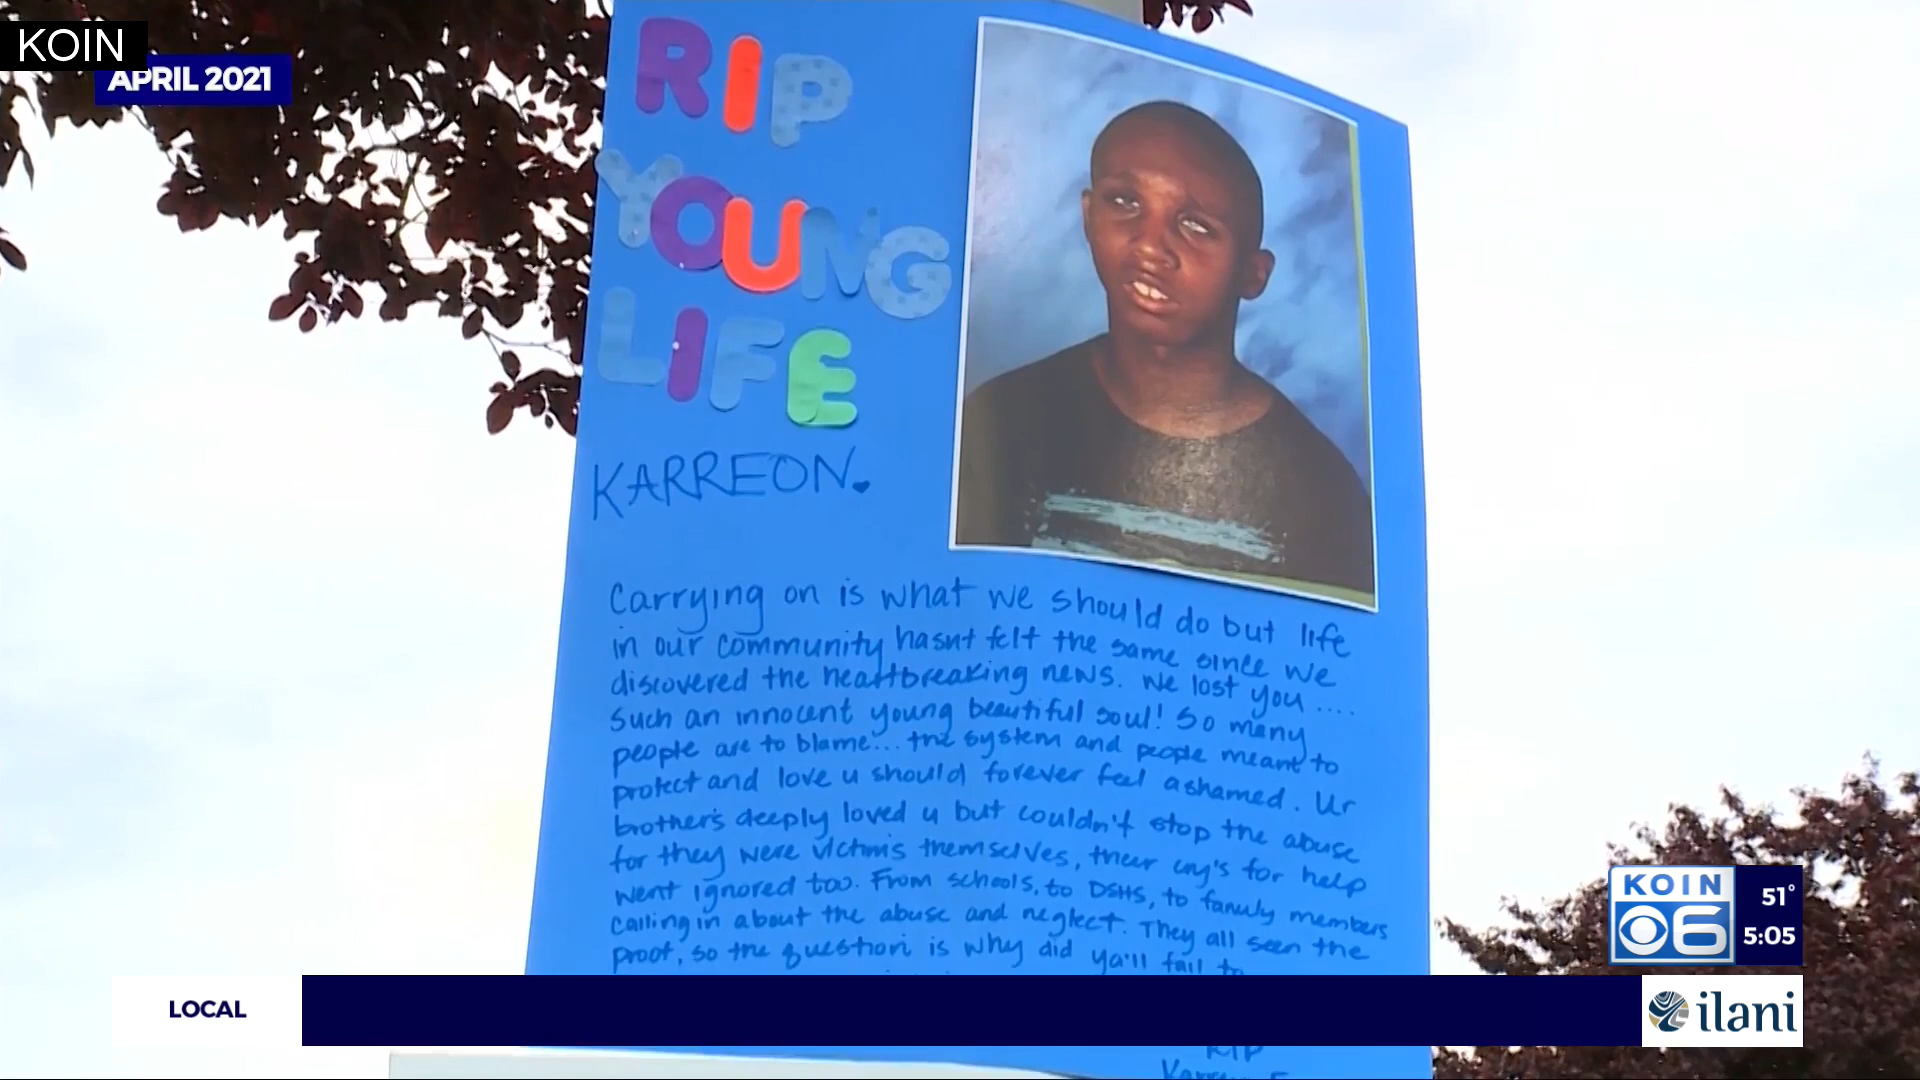 KOIN
APRIL 2021
RIP
YOUNG
LIFE
KARREON.
Carrying on is what we should do but life
in our community hasnt felt the same since we
discovered the heartbreaking news. We lost you ....
such an innocent young beautiful soul! So many
people are to blame... the system and people meant to
protect and love u should forever feel ashamed. Ur
brother's deeply loved u but couldn't stop the abuse
for they were victims themselves, their cry's for help
went ignored too. From schools, to DSHS, to family members
calling in about the abuse and neglect. They all seen the
proof, so the question is why did ya'll fail to
RIP
KOIN
6
51°
5:05
LOCAL
ilani